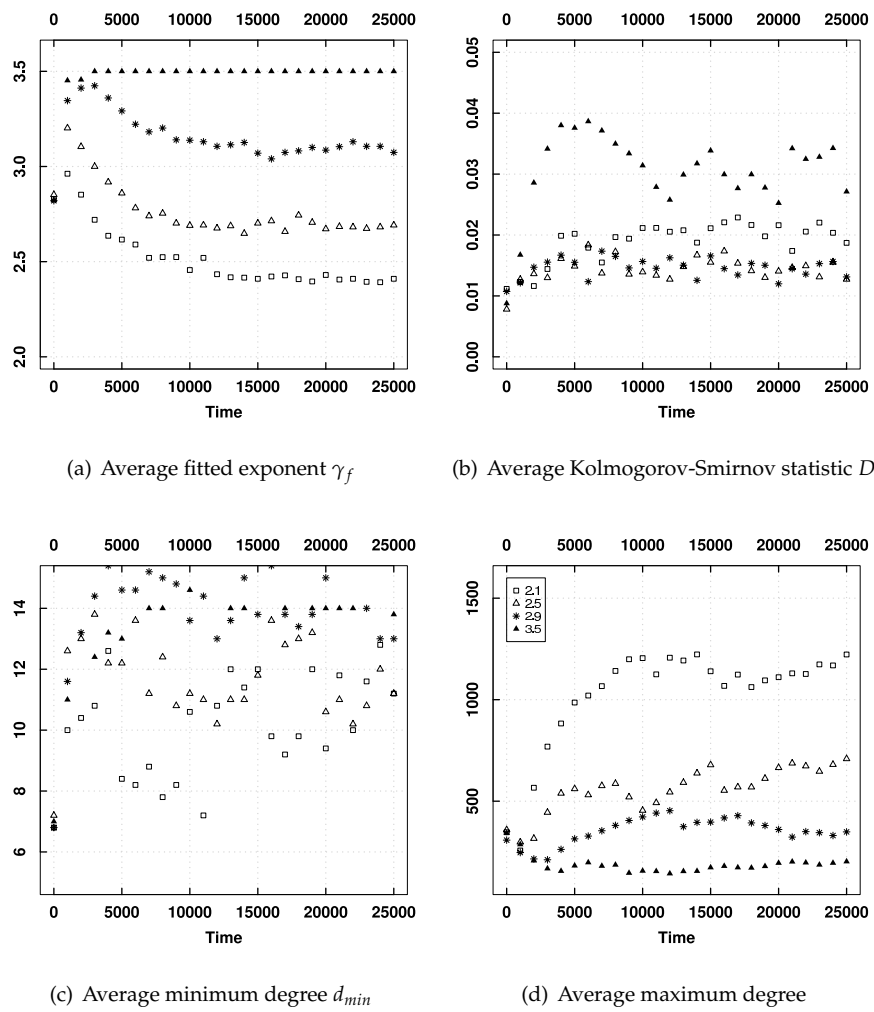 0 5000 10000 15000 20000 25000
3.5
3.0
2.5
2.0
0 5000 10000 15000 20000 25000
Time
(a) Average fitted exponent γf
0 5000 10000 15000 20000 25000
0.05
0.04
0.03
0.02
0.01
0.00
0 5000 10000 15000 20000 25000
Time
(b) Average Kolmogorov-Smirnov statistic D
0 5000 10000 15000 20000 25000
14
12
10
8
6
0 5000 10000 15000 20000 25000
Time
(c) Average minimum degree dmin
0 5000 10000 15000 20000 25000
1500
1000
500
2.1
2.5
2.9
3.5
0 5000 10000 15000 20000 25000
Time
(d) Average maximum degree